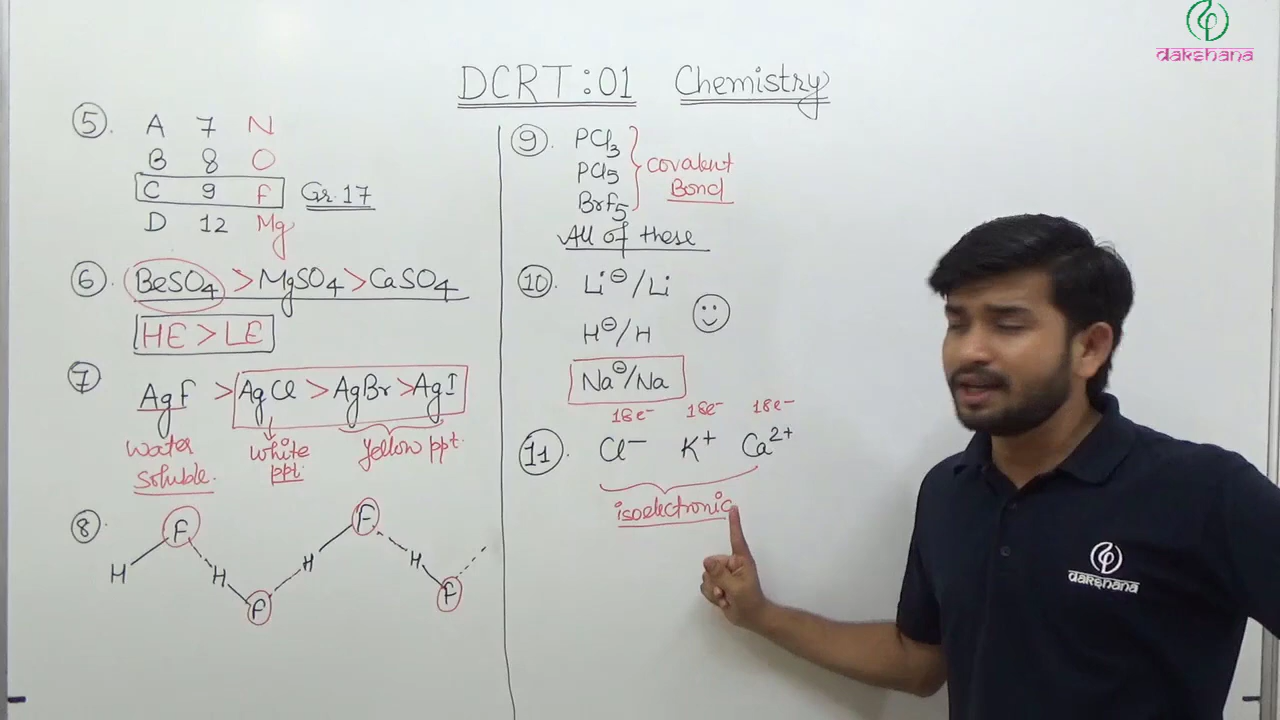 dakshana
DCRT:01 Chemistry
5. A 7 N
B 8 O
C 9 F Gr. 17
D 12 Mg
6. BeSO4 > MgSO4 > CaSO4
HE > LE
7 AgF > AgCl > AgBr > AgI
water soluble.
white ppt.
yellow ppt.
8.
F F
H H H H
F F
9. PCl3
PCl5
BrF5
covalent
Bond
All of these
10. Li⊖/Li
H⊖/H
Na⊖/Na
18e- 18e- 18e-
11. Cl- K+ Ca2+
isoelectronic
dakshana